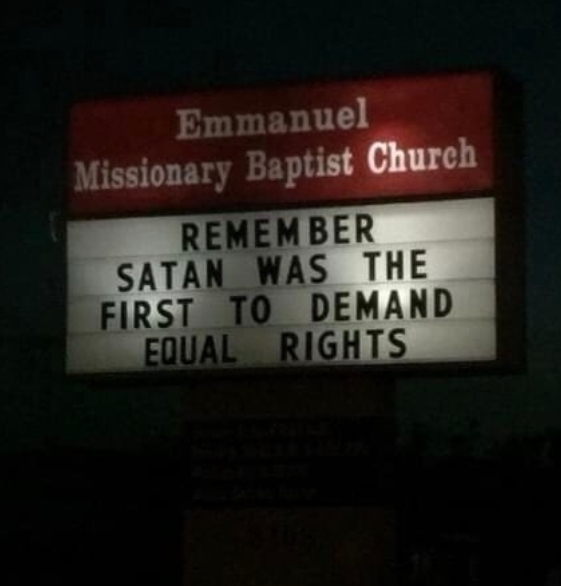 Emmanuel
Missionary Baptist Church
REMEMBER
SATAN WAS THE
FIRST TO DEMAND
EQUAL RIGHTS